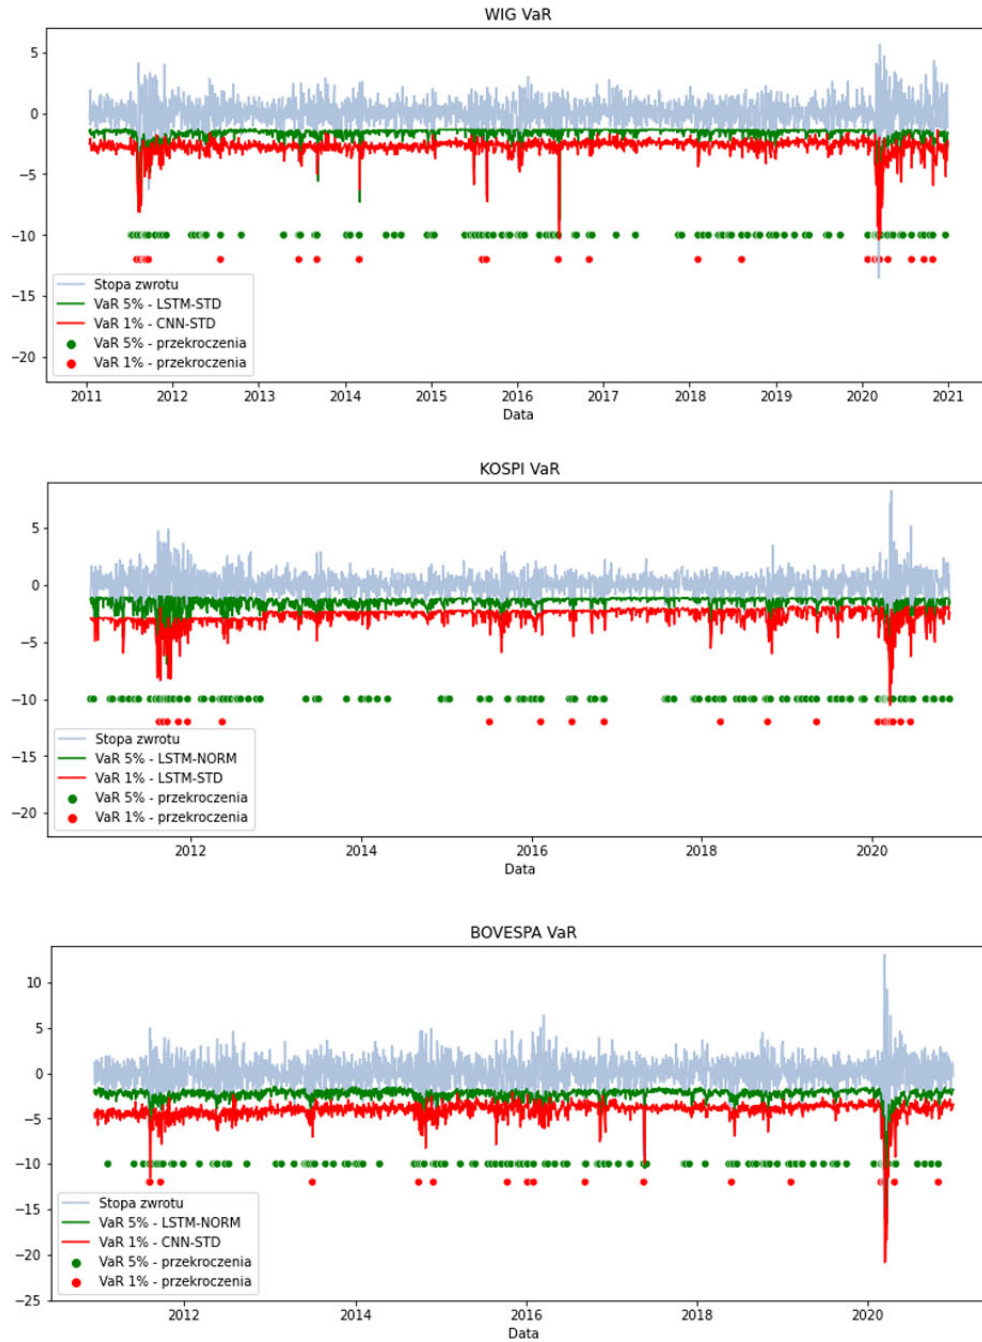 WIG VaR
5
0
−5
−10
−15
−20
Stopa zwrotu
VaR 5% - LSTM-STD
VaR 1% - CNN-STD
VaR 5% - przekroczenia
VaR 1% - przekroczenia
2011 2012 2013 2014 2015 2016 2017 2018 2019 2020 2021
Data
KOSPI VaR
5
0
−5
−10
−15
−20
Stopa zwrotu
VaR 5% - LSTM-NORM
VaR 1% - LSTM-STD
VaR 5% - przekroczenia
VaR 1% - przekroczenia
2012 2014 2016 2018 2020
Data
BOVESPA VaR
10
5
0
−5
−10
−15
−20
−25
Stopa zwrotu
VaR 5% - LSTM-NORM
VaR 1% - CNN-STD
VaR 5% - przekroczenia
VaR 1% - przekroczenia
2012 2014 2016 2018 2020
Data